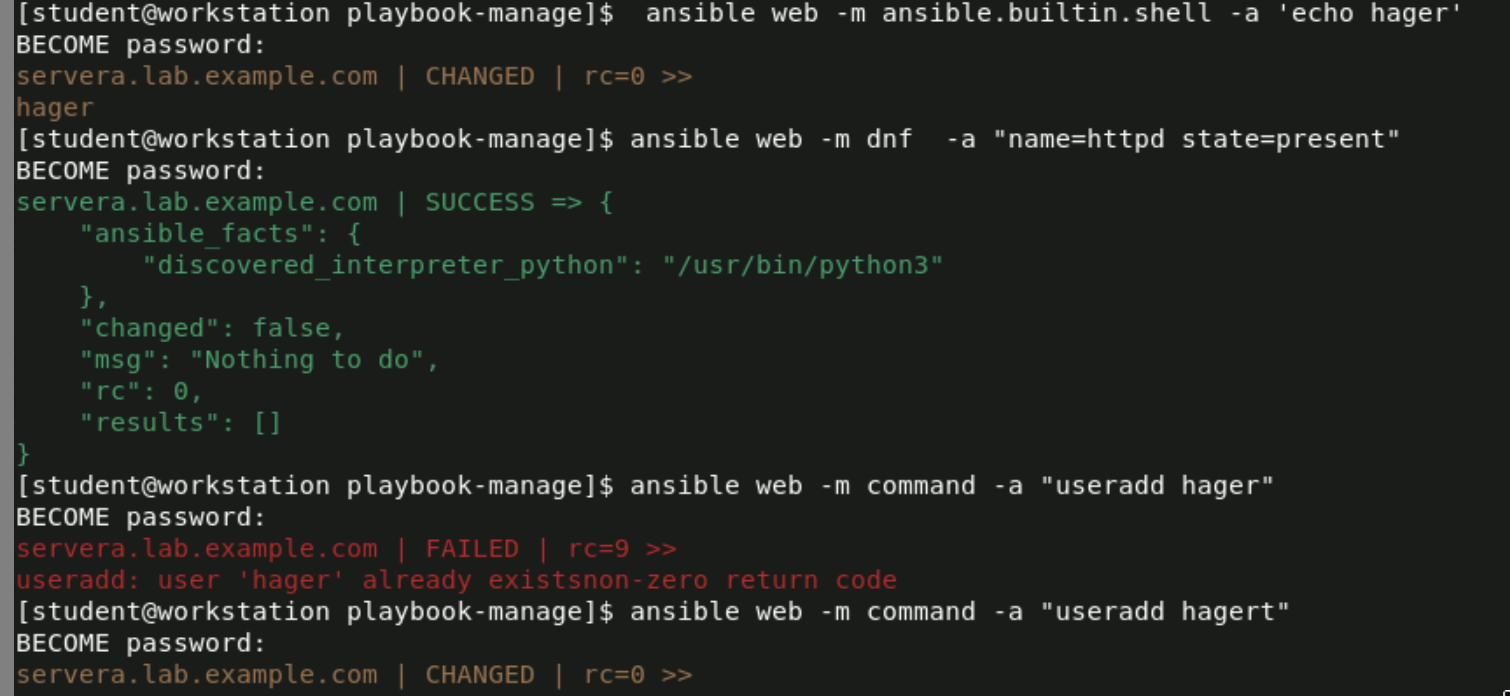 [student@workstation playbook-manage]$  ansible web -m ansible.builtin.shell -a 'echo hager'
BECOME password:
servera.lab.example.com | CHANGED | rc=0 >>
hager
[student@workstation playbook-manage]$ ansible web -m dnf  -a "name=httpd state=present"
BECOME password:
servera.lab.example.com | SUCCESS => {
    "ansible_facts": {
        "discovered_interpreter_python": "/usr/bin/python3"
    },
    "changed": false,
    "msg": "Nothing to do",
    "rc": 0,
    "results": []
}
[student@workstation playbook-manage]$ ansible web -m command -a "useradd hager"
BECOME password:
servera.lab.example.com | FAILED | rc=9 >>
useradd: user 'hager' already existsnon-zero return code
[student@workstation playbook-manage]$ ansible web -m command -a "useradd hagert"
BECOME password:
servera.lab.example.com | CHANGED | rc=0 >>